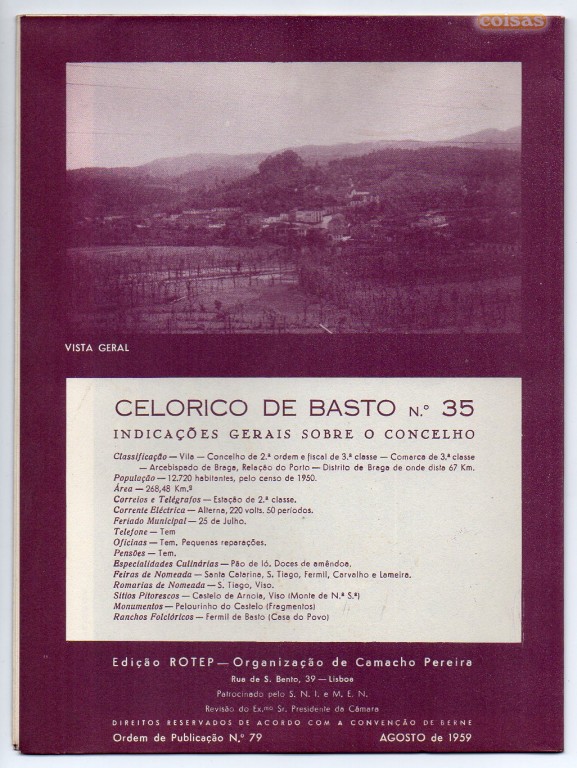 coisas
VISTA GERAL
CELORICO DE BASTO N.º 35
INDICAÇÕES GERAIS SOBRE O CONCELHO
Classificação — Vila — Concelho de 2.ª ordem e fiscal de 3.ª classe — Comarca de 3.ª classe
— Arcebispado de Braga, Relação do Porto — Distrito de Braga de onde dista 67 Km.
População — 12.720 habitantes, pelo censo de 1950.
Área — 268,48 Km.²
Correios e Telégrafos — Estação de 2.ª classe.
Corrente Eléctrica — Alterna, 220 volts. 50 períodos.
Feriado Municipal — 25 de Julho.
Telefone — Tem
Oficinas — Tem. Pequenas reparações.
Pensões — Tem.
Especialidades Culinárias — Pão de ló. Doces de amêndoa.
Feiras de Nomeada — Santa Catarina, S. Tiago, Fermil, Carvalho e Lameira.
Romarias de Nomeada — S. Tiago, Viso.
Sítios Pitorescos — Castelo de Arnoia, Viso (Monte de N.ª S.ª)
Monumentos — Pelourinho do Castelo (Fragmentos)
Ranchos Folclóricos — Fermil de Basto (Casa do Povo)
Edição ROTEP — Organização de Camacho Pereira
Rua de S. Bento, 39 — Lisboa
Patrocinado pelo S. N. I. e M. E. N.
Revisão do Ex.mo Sr. Presidente da Câmara
DIREITOS RESERVADOS DE ACORDO COM A CONVENÇÃO DE BERNE
Ordem de Publicação N.º 79 AGOSTO de 1959